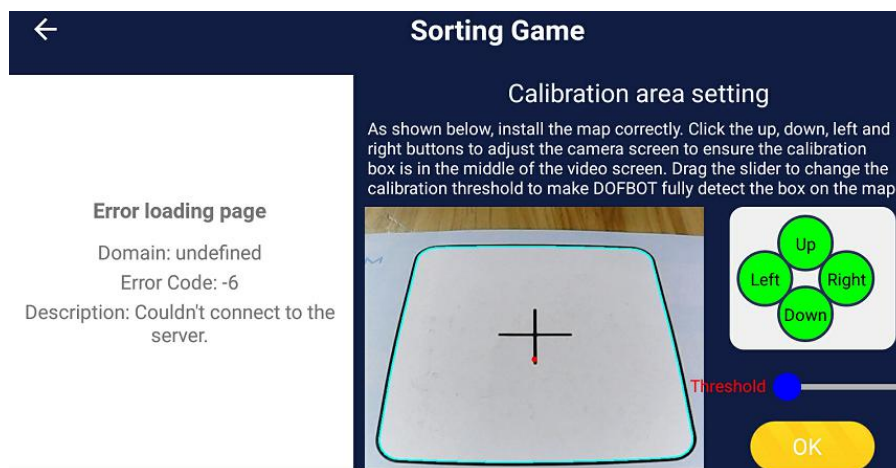 Sorting Game
Error loading page
Domain: undefined
Error Code: -6
Description: Couldn't connect to the
server.
Calibration area setting
As shown below, install the map correctly. Click the up, down, left and
right buttons to adjust the camera screen to ensure the calibration
box is in the middle of the video screen. Drag the slider to change the
calibration threshold to make DOFBOT fully detect the box on the map
Up
Left
Right
Down
Threshold
OK